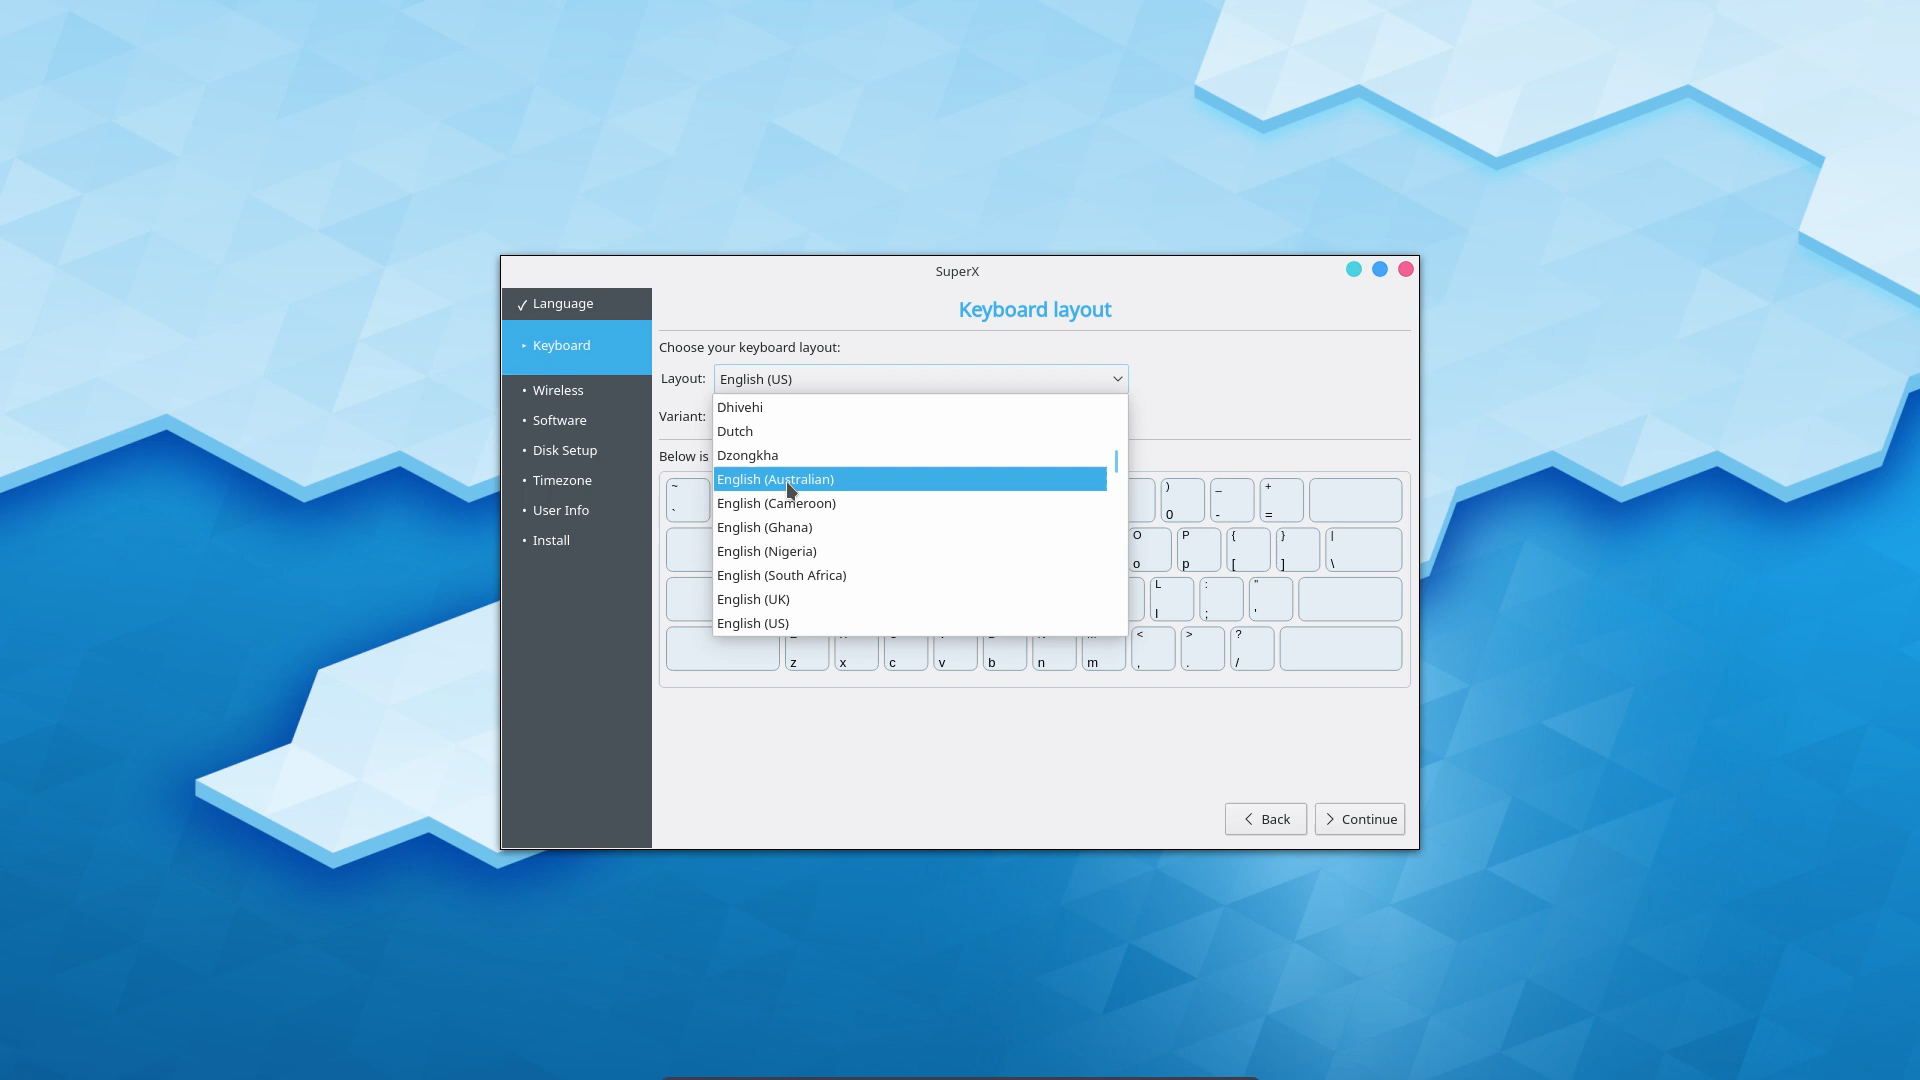 SuperX
✓ Language
▸ Keyboard
• Wireless
• Software
• Disk Setup
• Timezone
• User Info
• Install
Keyboard layout
Choose your keyboard layout:
Layout: English (US)
Variant:
Dhivehi
Dutch
Dzongkha
English (Australian)
English (Cameroon)
English (Ghana)
English (Nigeria)
English (South Africa)
English (UK)
English (US)
Below is
~ ) _ +
` 0 - =
O P { } |
o p [ ] \
L : "
l ; '
< > ?
z x c v b n m , . /
Back Continue